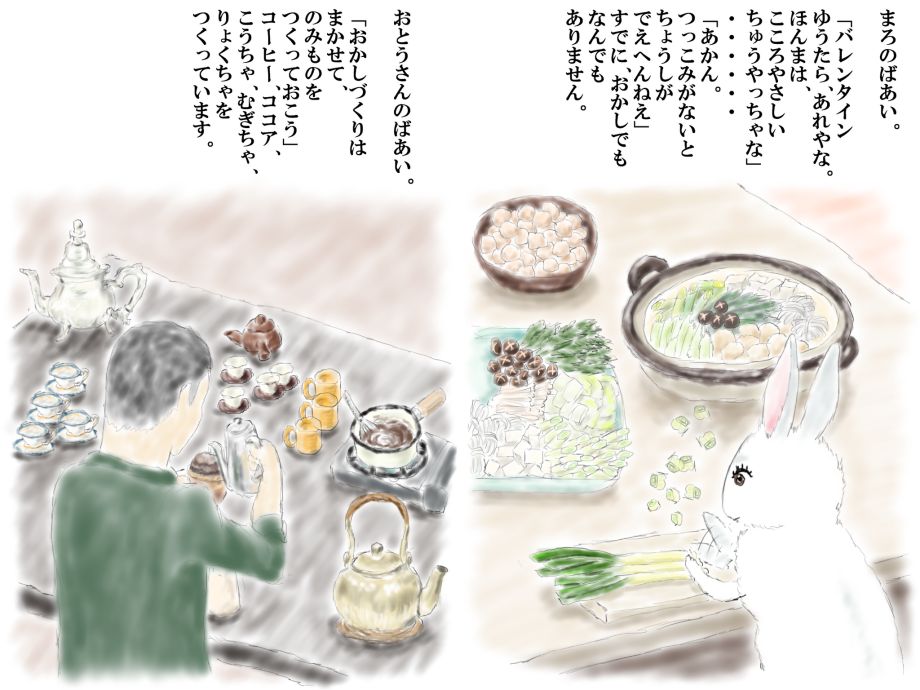 まろのばあい。
「バレンタイン
ゆうたら、あれやな。
ほんまは、
こころやさしい
ちゅうやっちゃな」
・・・・・・
「あかん。
つっこみがないと
ちょうしが
でえへんねえ」
すでに、おかしでも
なんでも
ありません。
おとうさんのばあい。
「おかしづくりは
まかせて、
のみものを
つくっておこう」
コーヒー、ココア、
こうちゃ、むぎちゃ、
りょくちゃを
つくっています。